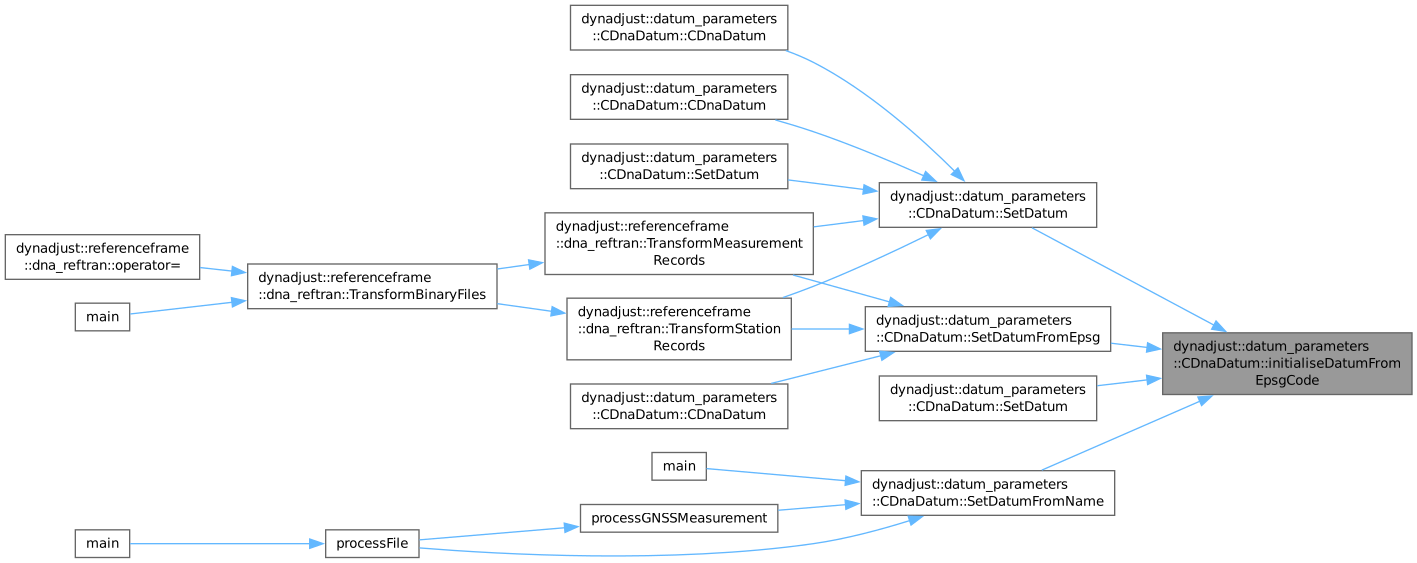 dynadjust::datum_parameters
::CDnaDatum::CDnaDatum
dynadjust::datum_parameters
::CDnaDatum::CDnaDatum
dynadjust::datum_parameters
::CDnaDatum::SetDatum
dynadjust::datum_parameters
::CDnaDatum::SetDatum
dynadjust::referenceframe
::dna_reftran::TransformMeasurement
Records
dynadjust::referenceframe
::dna_reftran::operator=
dynadjust::referenceframe
::dna_reftran::TransformBinaryFiles
main
dynadjust::referenceframe
::dna_reftran::TransformStation
Records
dynadjust::datum_parameters
::CDnaDatum::SetDatumFromEpsg
dynadjust::datum_parameters
::CDnaDatum::initialiseDatumFrom
EpsgCode
dynadjust::datum_parameters
::CDnaDatum::CDnaDatum
dynadjust::datum_parameters
::CDnaDatum::SetDatum
main
dynadjust::datum_parameters
::CDnaDatum::SetDatumFromName
processGNSSMeasurement
main
processFile